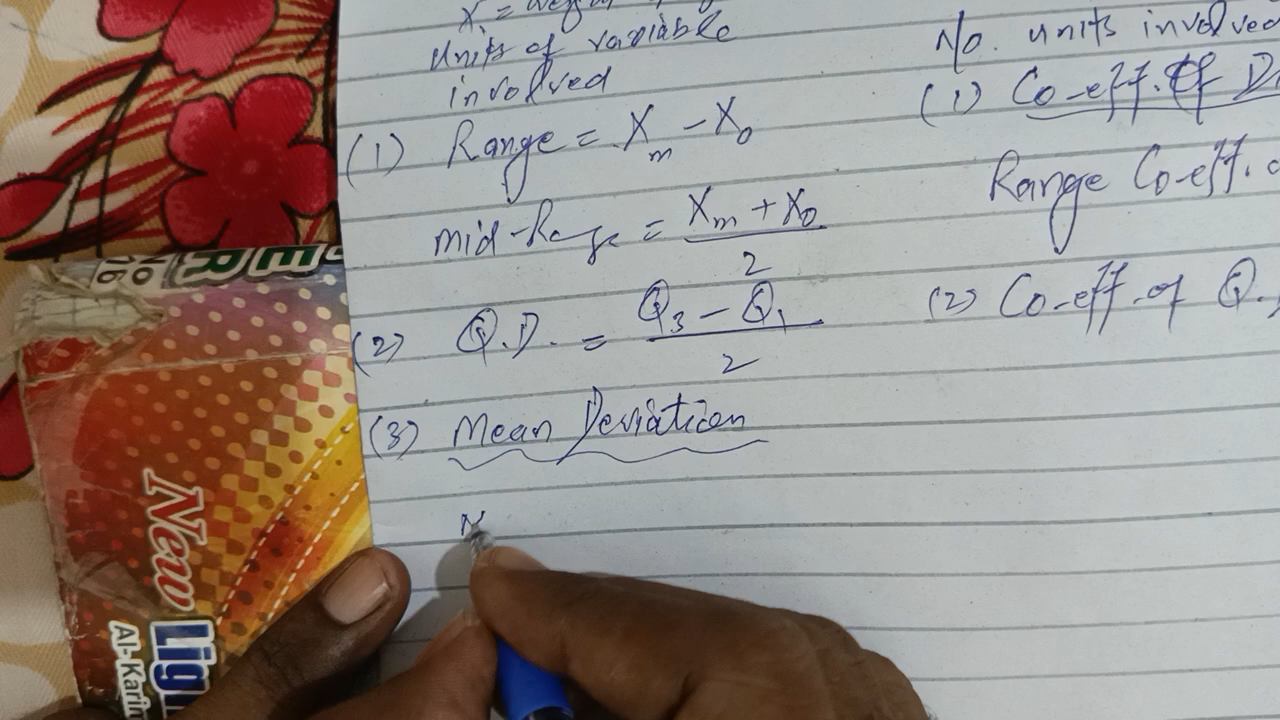 units of variable
involved
(1) Range = Xm - X0
mid-Range = Xm + X0
2
(2) Q.D. = Q3 - Q1
2
(3) Mean Deviation
No. units involved
(1) Co-eff. of
Range Co-eff.
(2) Co-eff. of Q.
New
Al-Karim